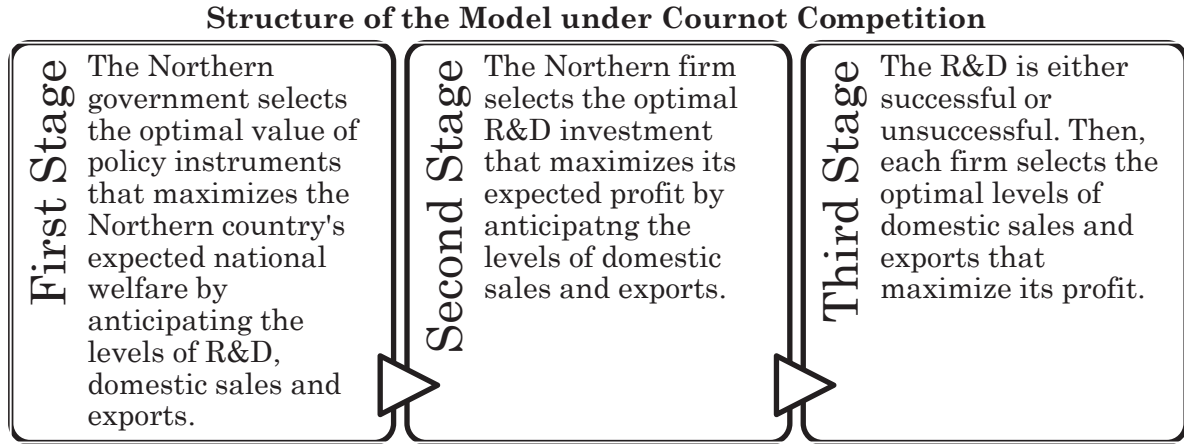 Structure of the Model under Cournot Competition
First Stage
The Northern
government selects
the optimal value of
policy instruments
that maximizes the
Northern country's
expected national
welfare by
anticipating the
levels of R&D,
domestic sales and
exports.
Second Stage
The Northern firm
selects the optimal
R&D investment
that maximizes its
expected profit by
anticipatng the
levels of domestic
sales and exports.
Third Stage
The R&D is either
successful or
unsuccessful. Then,
each firm selects the
optimal levels of
domestic sales and
exports that
maximize its profit.